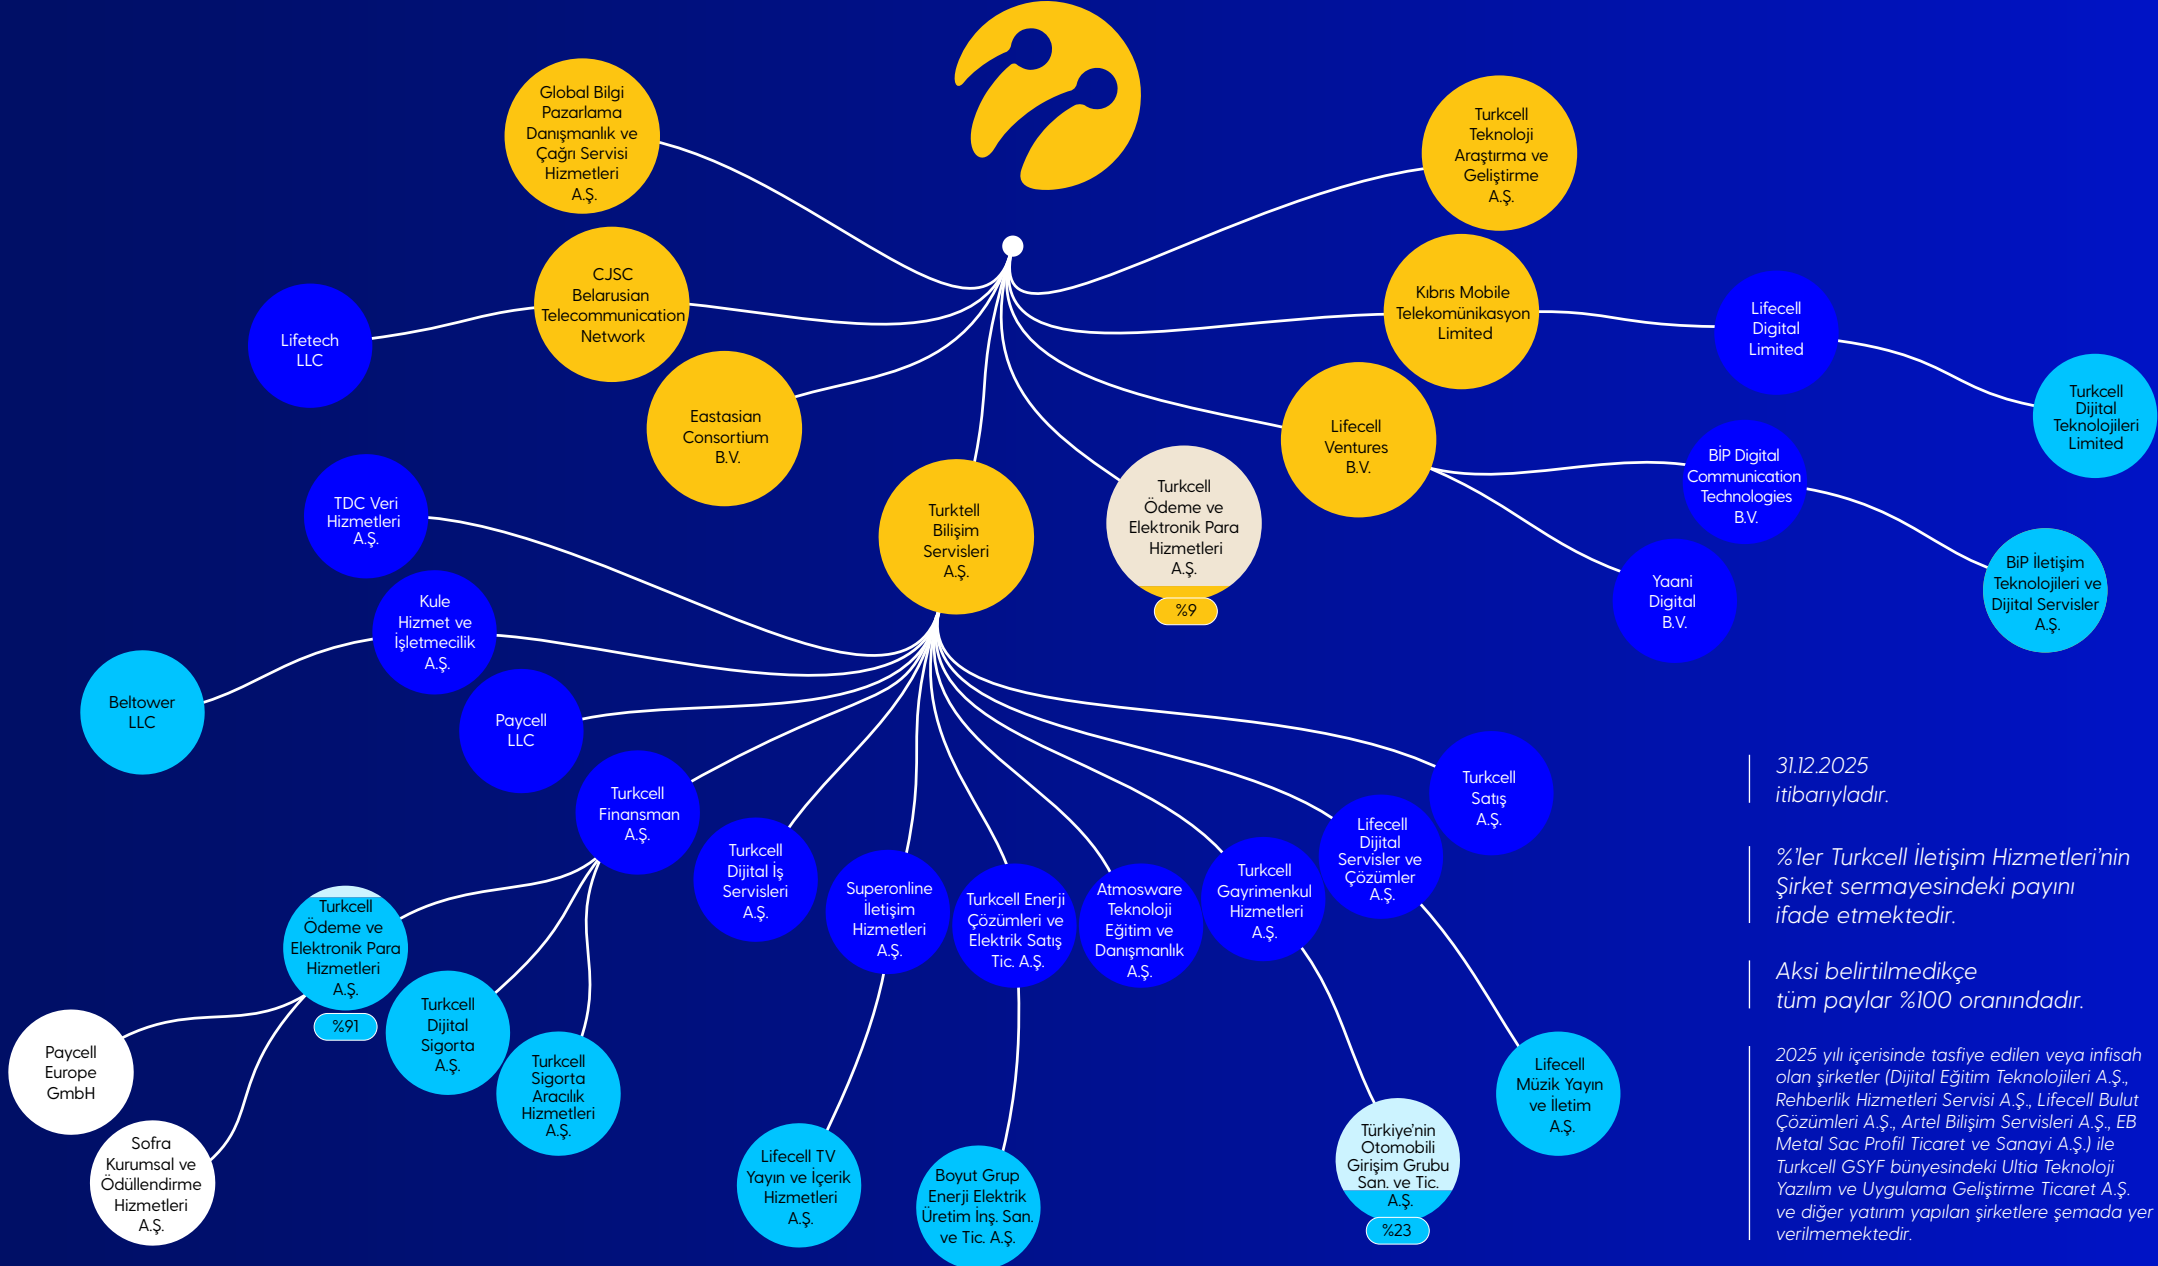 Global Bilgi
Pazarlama
Danışmanlık ve
Çağrı Servisi
Hizmetleri
A.Ş.
Turkcell
Teknoloji
Araştırma ve
Geliştirme
A.Ş.
CJSC
Belarusian
Telecommunication
Network
Lifetech
LLC
Kıbrıs Mobile
Telekomünikasyon
Limited
Lifecell
Digital
Limited
Turkcell
Dijital
Teknolojileri
Limited
Eastasian
Consortium
B.V.
Lifecell
Ventures
B.V.
BİP Digital
Communication
Technologies
B.V.
BiP İletişim
Teknolojileri ve
Dijital Servisler
A.Ş.
Yaani
Digital
B.V.
Turktell
Bilişim
Servisleri
A.Ş.
Turkcell
Ödeme ve
Elektronik Para
Hizmetleri
A.Ş.
%9
TDC Veri
Hizmetleri
A.Ş.
Kule
Hizmet ve
İşletmecilik
A.Ş.
Beltower
LLC
Paycell
LLC
Turkcell
Finansman
A.Ş.
Turkcell
Dijital İş
Servisleri
A.Ş.
Superonline
İletişim
Hizmetleri
A.Ş.
Turkcell Enerji
Çözümleri ve
Elektrik Satış
Tic. A.Ş.
Atmosware
Teknoloji
Eğitim ve
Danışmanlık
A.Ş.
Turkcell
Gayrimenkul
Hizmetleri
A.Ş.
Lifecell
Dijital
Servisler ve
Çözümler
A.Ş.
Turkcell
Satış
A.Ş.
Turkcell
Ödeme ve
Elektronik Para
Hizmetleri
A.Ş.
%91
Turkcell
Dijital
Sigorta
A.Ş.
Turkcell
Sigorta
Aracılık
Hizmetleri
A.Ş.
Paycell
Europe
GmbH
Sofra
Kurumsal ve
Ödüllendirme
Hizmetleri
A.Ş.
Lifecell TV
Yayın ve İçerik
Hizmetleri
A.Ş.
Boyut Grup
Enerji Elektrik
Üretim İnş. San.
ve Tic. A.Ş.
Türkiye'nin
Otomobili
Girişim Grubu
San. ve Tic.
A.Ş.
%23
Lifecell
Müzik Yayın
ve İletim
A.Ş.
31.12.2025
itibarıyladır.
%'ler Turkcell İletişim Hizmetleri'nin
Şirket sermayesindeki payını
ifade etmektedir.
Aksi belirtilmedikçe
tüm paylar %100 oranındadır.
2025 yılı içerisinde tasfiye edilen veya infisah
olan şirketler (Dijital Eğitim Teknolojileri A.Ş.,
Rehberlik Hizmetleri Servisi A.Ş., Lifecell Bulut
Çözümleri A.Ş., Artel Bilişim Servisleri A.Ş., EB
Metal Sac Profil Ticaret ve Sanayi A.Ş.) ile
Turkcell GSYF bünyesindeki Ultia Teknoloji
Yazılım ve Uygulama Geliştirme Ticaret A.Ş.
ve diğer yatırım yapılan şirketlere şemada yer
verilmemektedir.